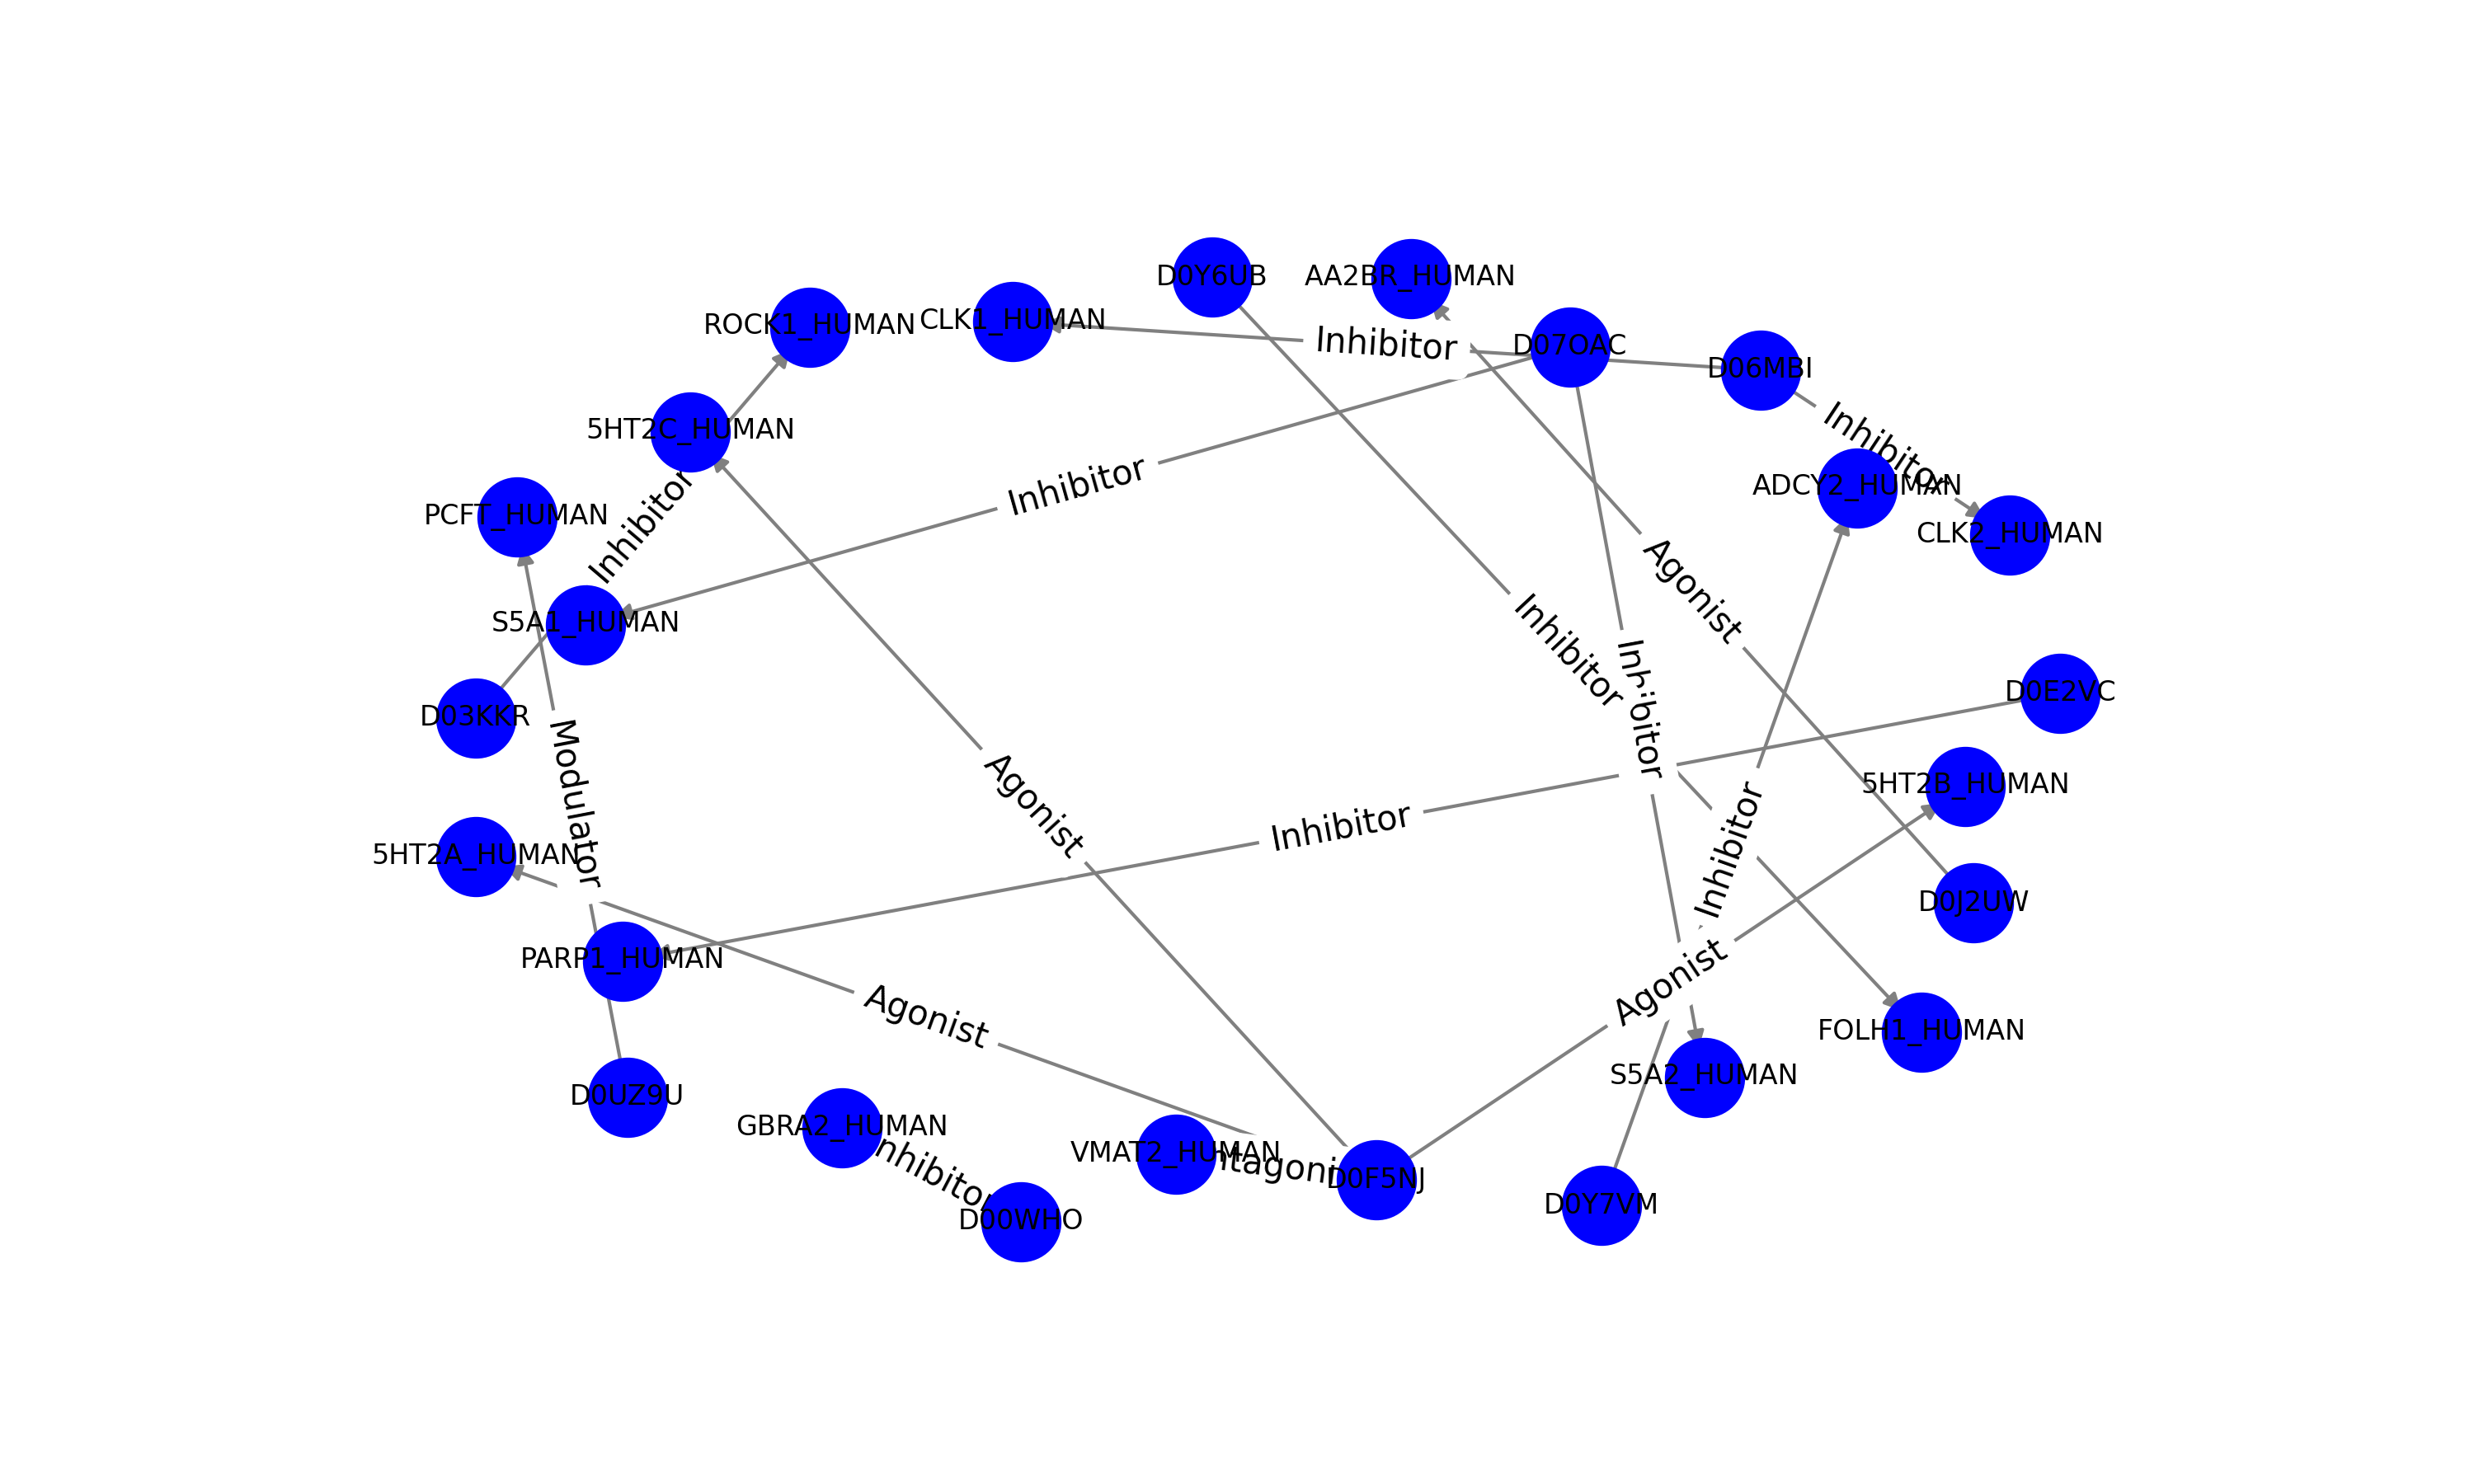 D0Y6UB
AA2BR_HUMAN
CLK1_HUMAN
ROCK1_HUMAN
Inhibitor
D07OAC
D06MBI
5HT2C_HUMAN
Inhibitor
Inhibitor
ADCY2_HUMAN
PCFT_HUMAN
Inhibitor
CLK2_HUMAN
Agonist
S5A1_HUMAN
Inhibitor
D0E2VC
D03KKR
Inhibitor
5HT2B_HUMAN
Modulator
Agonist
Inhibitor
Inhibitor
5HT2A_HUMAN
D0J2UW
PARP1_HUMAN
Agonist
Agonist
FOLH1_HUMAN
S5A2_HUMAN
D0UZ9U
GBRA2_HUMAN
VMAT2_HUMAN
D0F5NJ
D0Y7VM
D00WHO